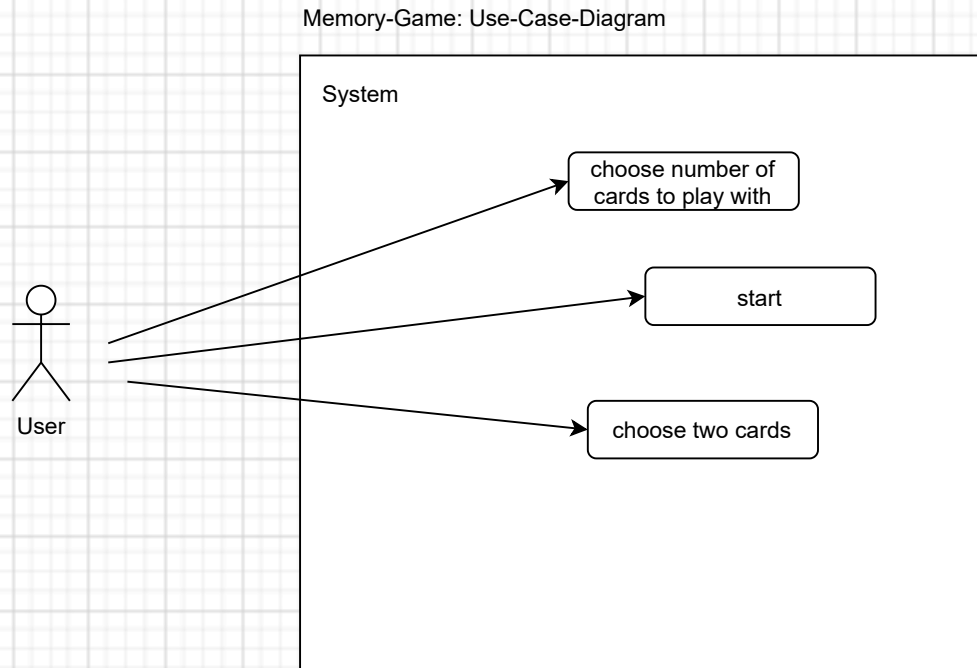 Memory-Game: Use-Case-Diagram
System
choose number of
cards to play with
start
choose two cards
User